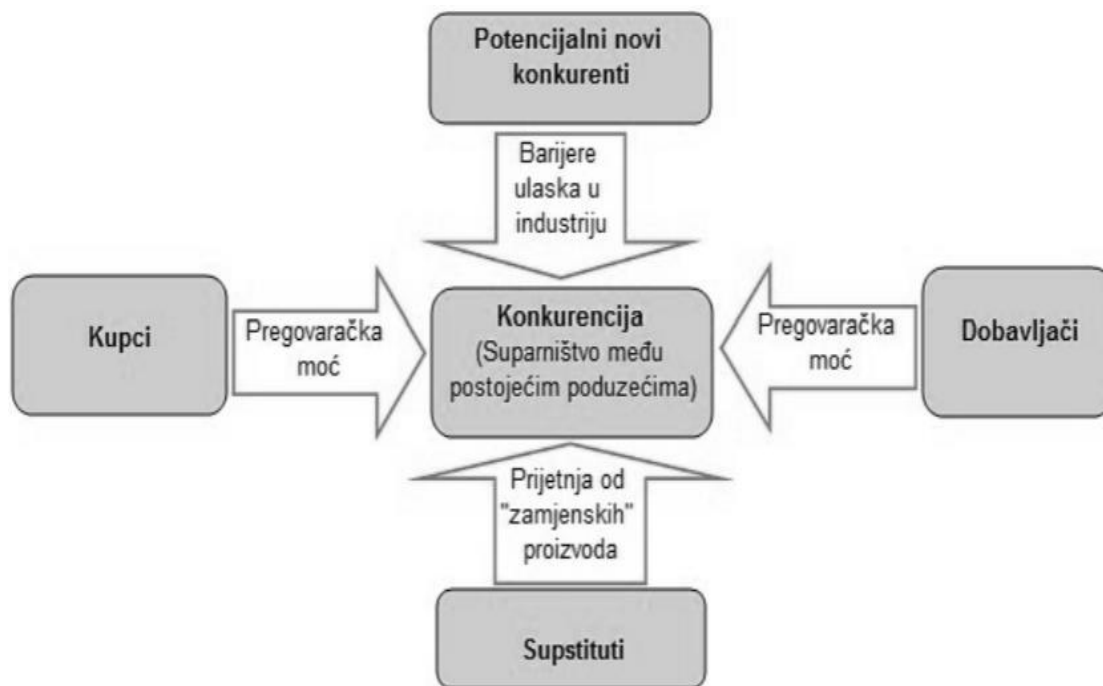 Potencijalni novi
konkurenti
Barijere
ulaska u
industriju
Kupci
Pregovaračka
moć
Konkurencija
(Suparništvo među
postojećim poduzećima)
Pregovaračka
moć
Dobavljači
Prijetnja od
"zamjenskih"
proizvoda
Supstituti